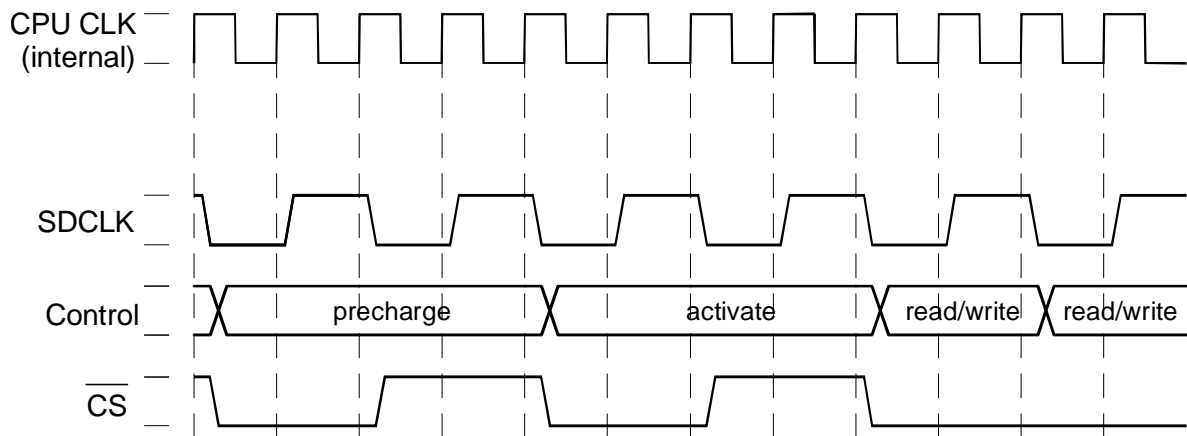 CPU CLK
(internal)
SDCLK
Control
precharge
activate
read/write
read/write
CS